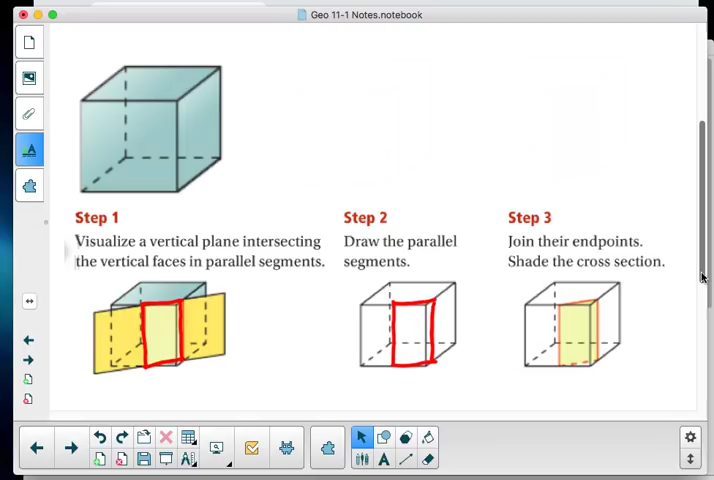 Geo 11-1 Notes.notebook
Step 1
Visualize a vertical plane intersecting
the vertical faces in parallel segments.
Step 2
Draw the parallel
segments.
Step 3
Join their endpoints.
Shade the cross section.